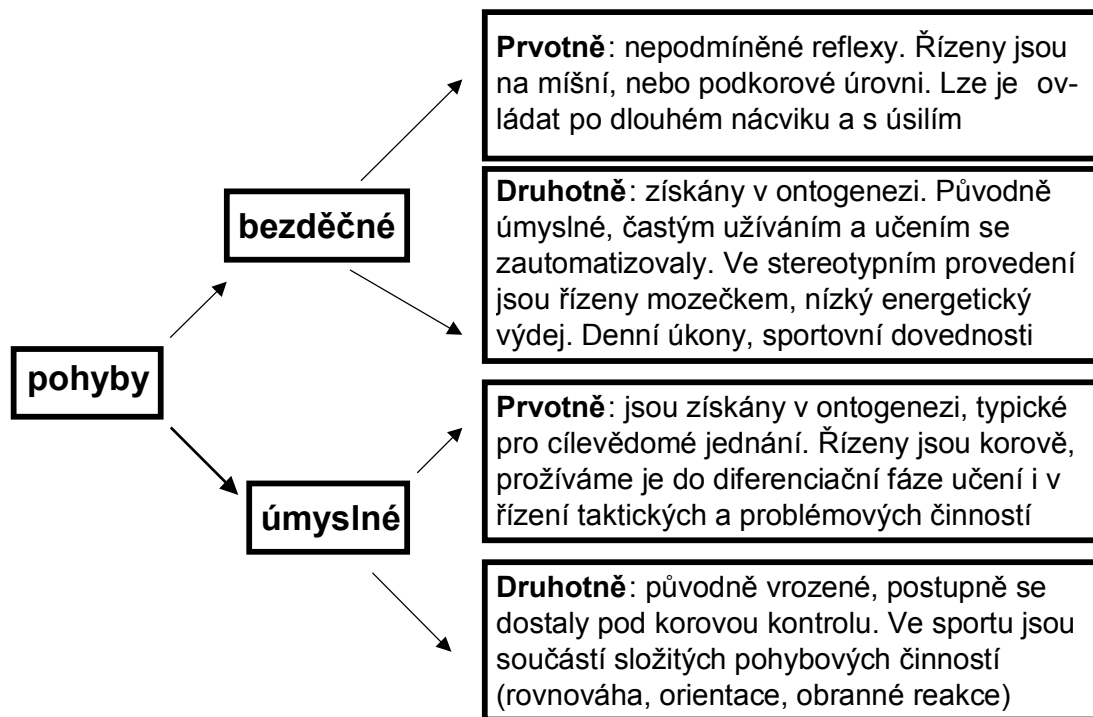 Prvotně: nepodmíněné reflexy. Řízeny jsou
na míšní, nebo podkorové úrovni. Lze je ov-
ládat po dlouhém nácviku a s úsilím
bezděčné
Druhotně: získány v ontogenezi. Původně
úmyslné, častým užíváním a učením se
zautomatizovaly. Ve stereotypním provedení
jsou řízeny mozečkem, nízký energetický
výdej. Denní úkony, sportovní dovednosti
pohyby
Prvotně: jsou získány v ontogenezi, typické
pro cílevědomé jednání. Řízeny jsou korově,
prožíváme je do diferenciační fáze učení i v
řízení taktických a problémových činností
úmyslné
Druhotně: původně vrozené, postupně se
dostaly pod korovou kontrolu. Ve sportu jsou
součástí složitých pohybových činností
(rovnováha, orientace, obranné reakce)